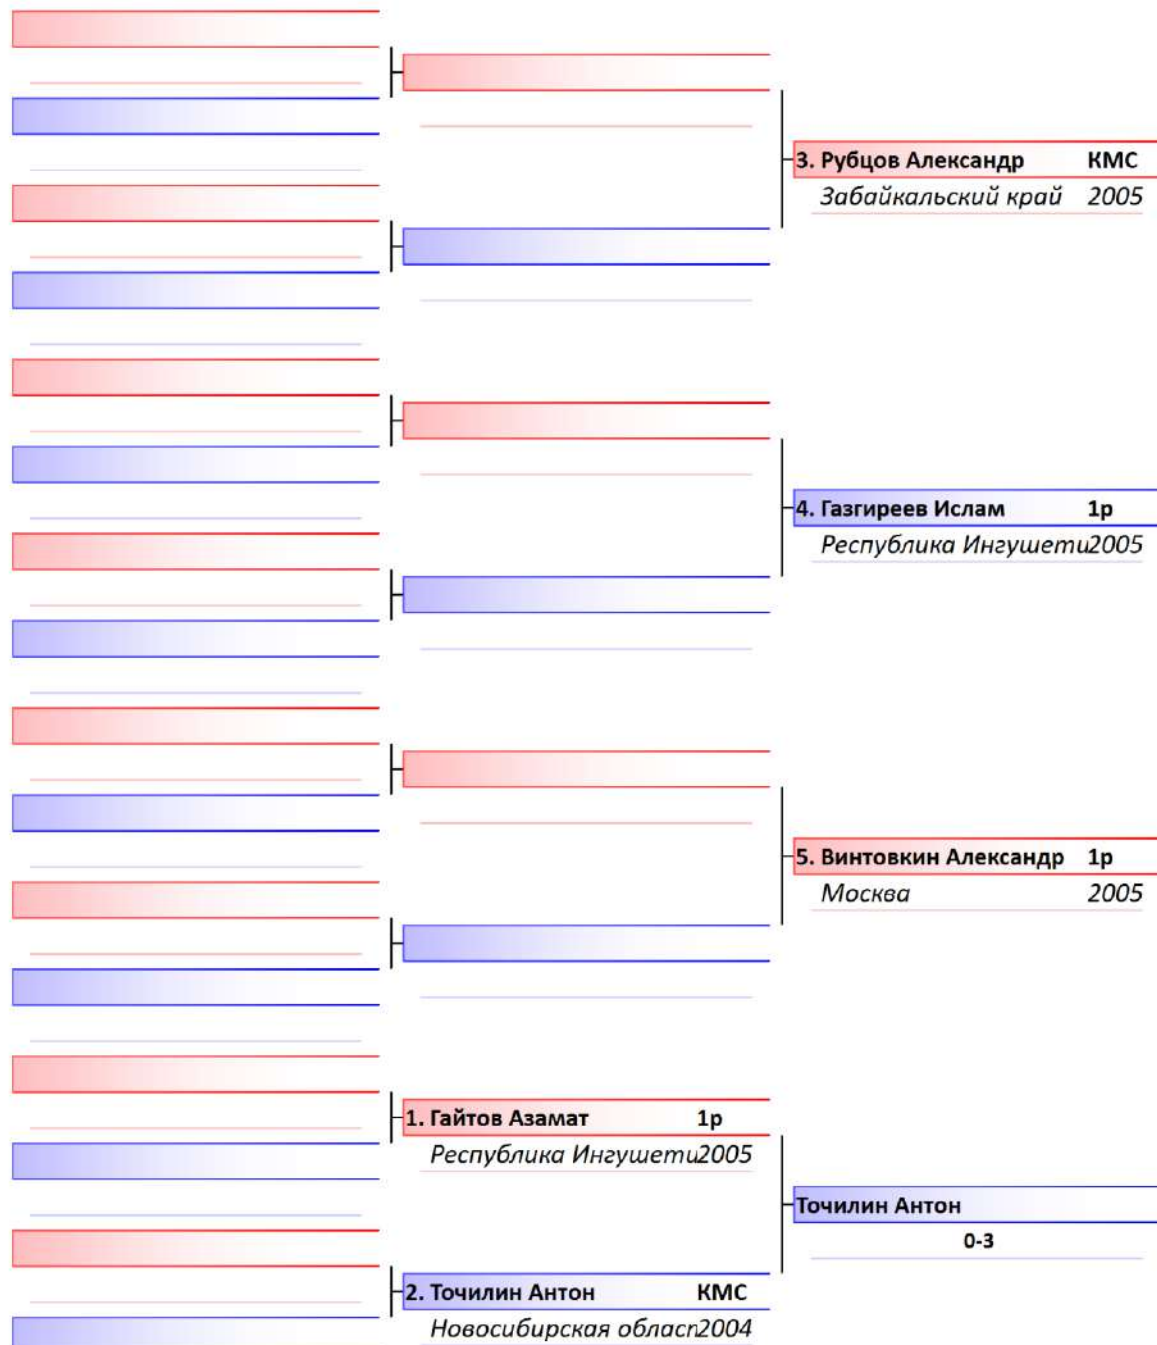 3. Рубцов Александр КМС
Забайкальский край 2005
4. Газгиреев Ислам 1р
Республика Ингушети2005
5. Винтовкин Александр 1р
Москва 2005
1. Гайтов Азамат 1р
Республика Ингушети2005
Точилин Антон
0-3
2. Точилин Антон КМС
Новосибирская област2004